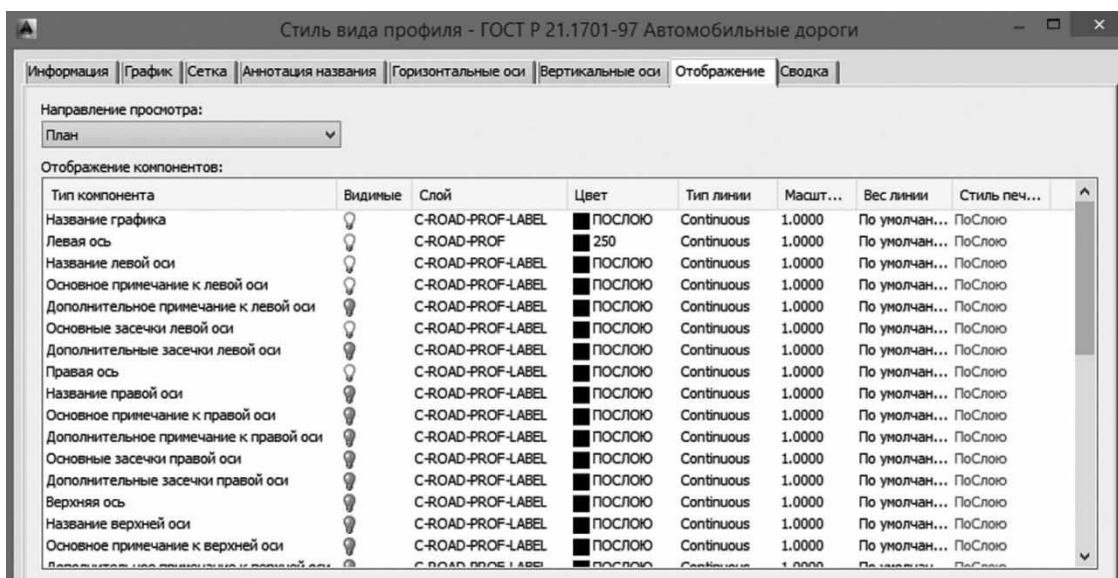 Стиль вида профиля - ГОСТ Р 21.1701-97 Автомобильные дороги
Информация График Сетка Аннотация названия Горизонтальные оси Вертикальные оси Отображение Сводка
Направление просмотра:
План
Отображение компонентов:
Тип компонента Видимые Слой Цвет Тип линии Масшт... Вес линии Стиль печ...
Название графика C-ROAD-PROF-LABEL ПОСЛОЮ Continuous 1.0000 По умолчан... ПоСлою
Левая ось C-ROAD-PROF 250 Continuous 1.0000 По умолчан... ПоСлою
Название левой оси C-ROAD-PROF-LABEL ПОСЛОЮ Continuous 1.0000 По умолчан... ПоСлою
Основное примечание к левой оси C-ROAD-PROF-LABEL ПОСЛОЮ Continuous 1.0000 По умолчан... ПоСлою
Дополнительное примечание к левой оси C-ROAD-PROF-LABEL ПОСЛОЮ Continuous 1.0000 По умолчан... ПоСлою
Основные засечки левой оси C-ROAD-PROF-LABEL ПОСЛОЮ Continuous 1.0000 По умолчан... ПоСлою
Дополнительные засечки левой оси C-ROAD-PROF-LABEL ПОСЛОЮ Continuous 1.0000 По умолчан... ПоСлою
Правая ось C-ROAD-PROF-LABEL ПОСЛОЮ Continuous 1.0000 По умолчан... ПоСлою
Название правой оси C-ROAD-PROF-LABEL ПОСЛОЮ Continuous 1.0000 По умолчан... ПоСлою
Основное примечание к правой оси C-ROAD-PROF-LABEL ПОСЛОЮ Continuous 1.0000 По умолчан... ПоСлою
Дополнительное примечание к правой оси C-ROAD-PROF-LABEL ПОСЛОЮ Continuous 1.0000 По умолчан... ПоСлою
Основные засечки правой оси C-ROAD-PROF-LABEL ПОСЛОЮ Continuous 1.0000 По умолчан... ПоСлою
Дополнительные засечки правой оси C-ROAD-PROF-LABEL ПОСЛОЮ Continuous 1.0000 По умолчан... ПоСлою
Верхняя ось C-ROAD-PROF-LABEL ПОСЛОЮ Continuous 1.0000 По умолчан... ПоСлою
Название верхней оси C-ROAD-PROF-LABEL ПОСЛОЮ Continuous 1.0000 По умолчан... ПоСлою
Основное примечание к верхней оси C-ROAD-PROF-LABEL ПОСЛОЮ Continuous 1.0000 По умолчан... ПоСлою